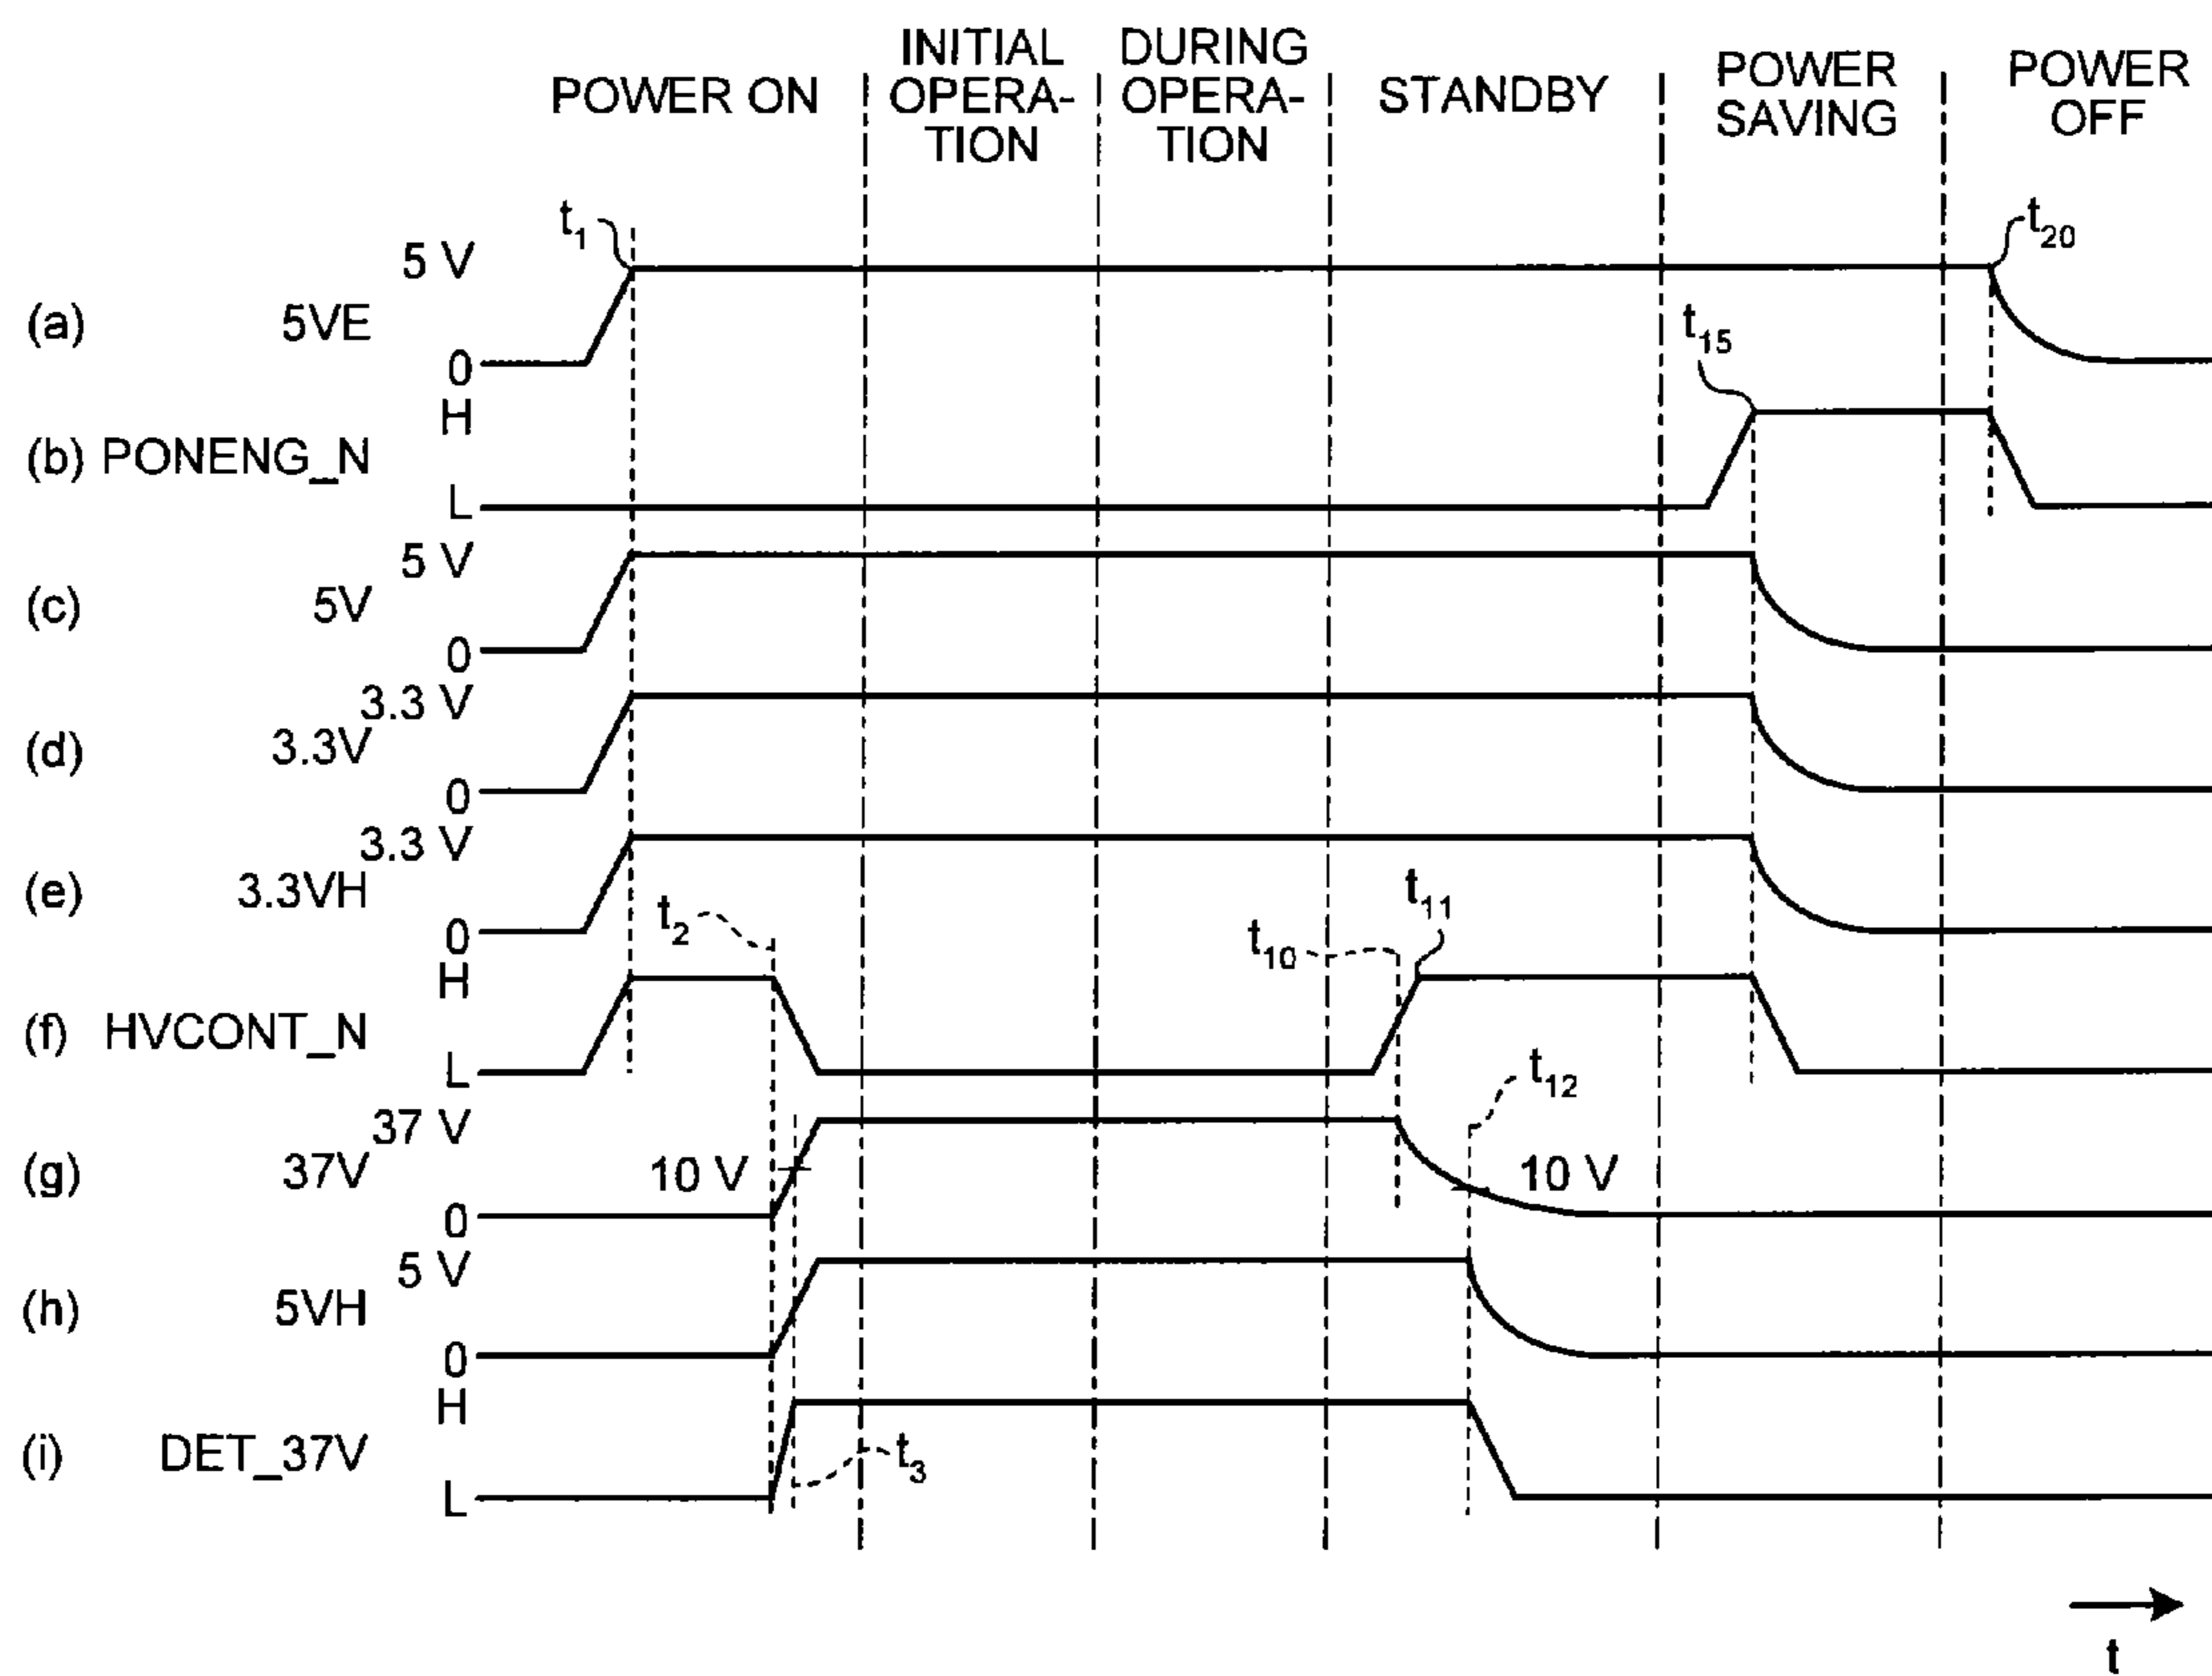 POWER ON
INITIAL
OPERA-
TION
DURING
OPERA-
TION
STANDBY
POWER
SAVING
POWER
OFF
t1
t20
(a) 5VE 5 V 0
t15
(b) PONENG_N H L
(c) 5V 5 V 0
(d) 3.3V 3.3 V 0
(e) 3.3VH 3.3 V 0
t2
t10
t11
(f) HVCONT_N H L
t12
(g) 37V 37 V 0
10 V
10 V
(h) 5VH 5 V 0
(i) DET_37V H L
t3
t